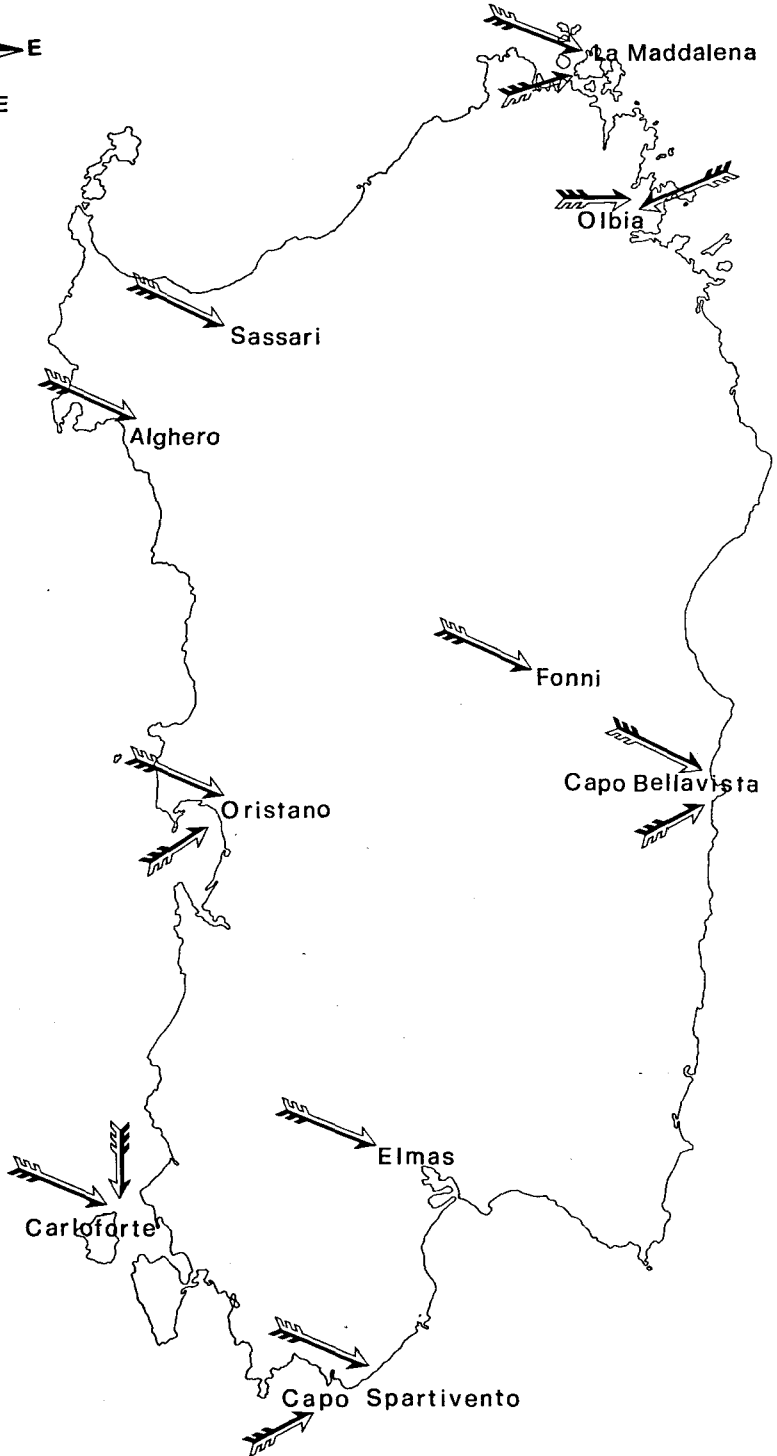 E
La Maddalena
E
Olbia
Sassari
Alghero
Fonni
Capo Bellavista
Oristano
Elmas
Carloforte
Capo Spartivento